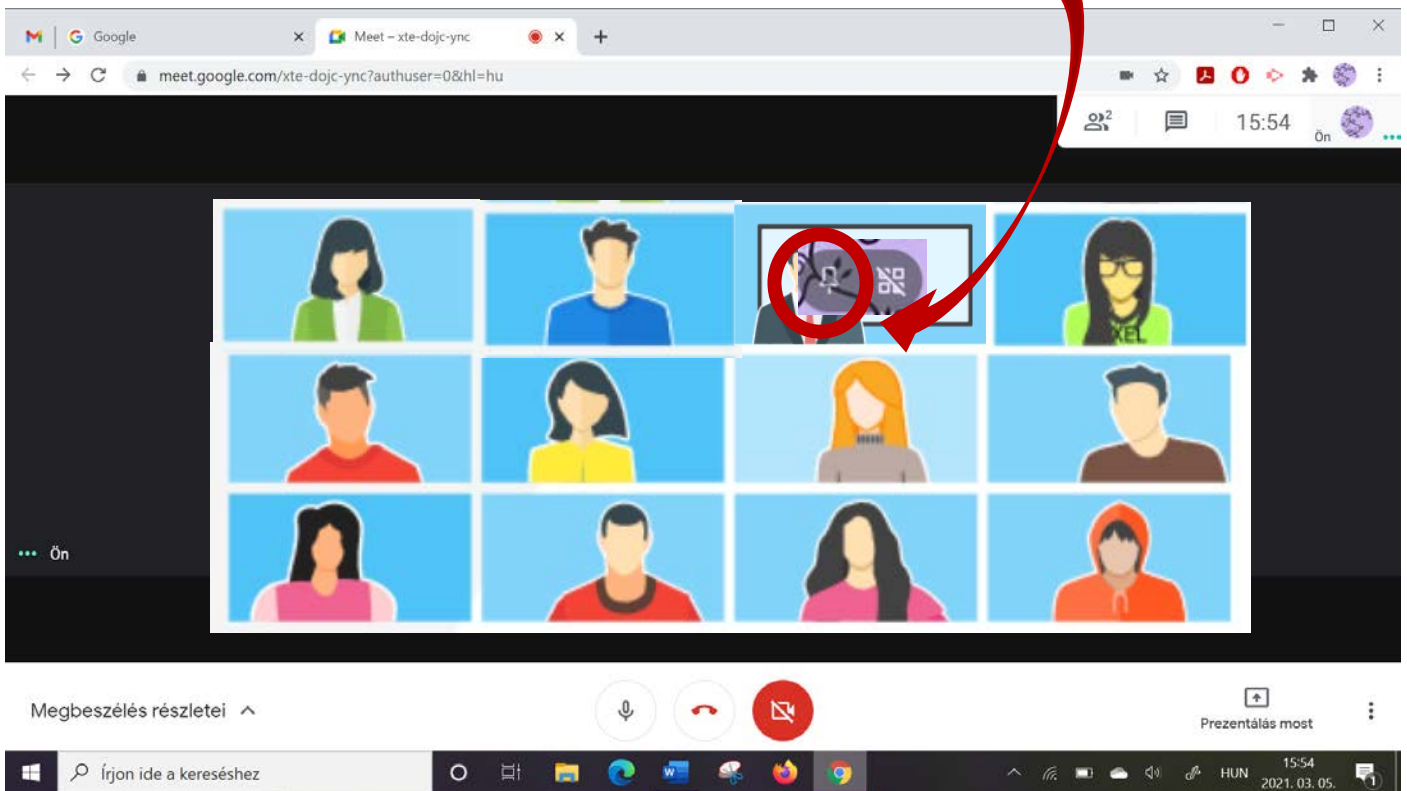 Google
Meet – xte-dojc-ync
meet.google.com/xte-dojc-ync?authuser=0&hl=hu
2
15:54
Ön
XEL
Ön
Megbeszélés részletei
Prezentálás most
Írjon ide a kereséshez
HUN
15:54
2021. 03. 05.
1